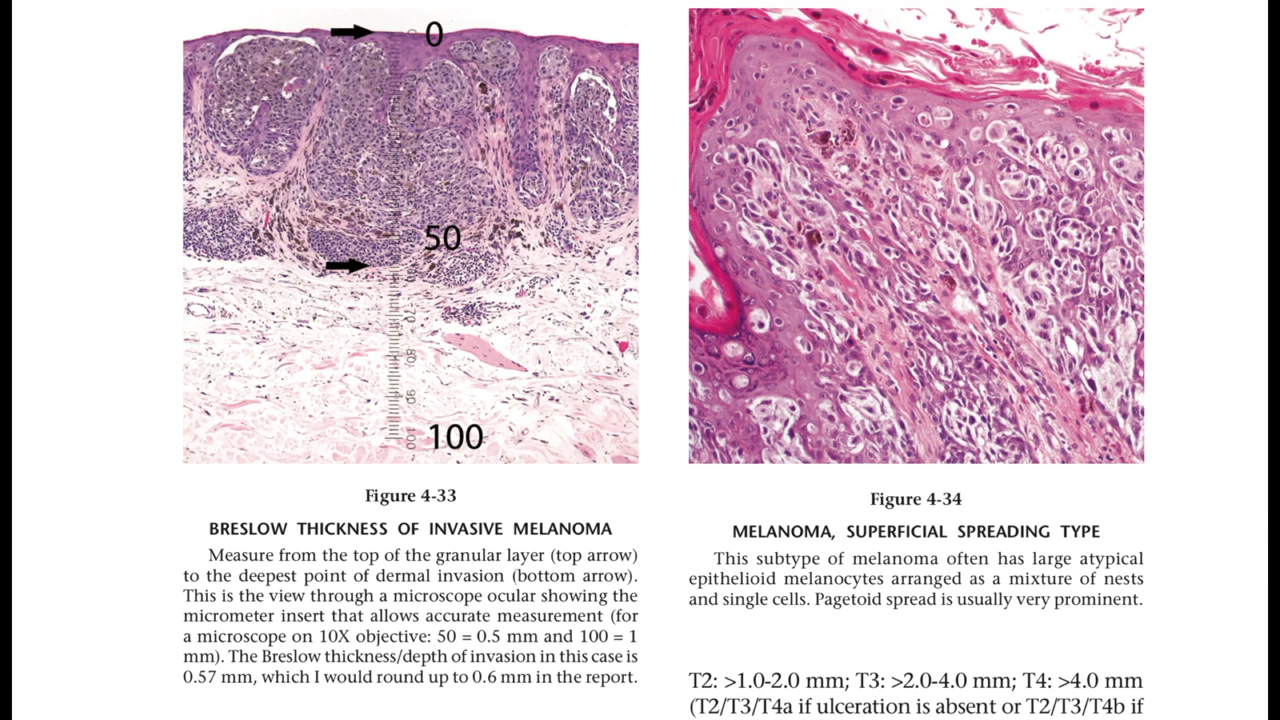 0
50
100
Figure 4-33
BRESLOW THICKNESS OF INVASIVE MELANOMA
Measure from the top of the granular layer (top arrow)
to the deepest point of dermal invasion (bottom arrow).
This is the view through a microscope ocular showing the
micrometer insert that allows accurate measurement (for
a microscope on 10X objective: 50 = 0.5 mm and 100 = 1
mm). The Breslow thickness/depth of invasion in this case is
0.57 mm, which I would round up to 0.6 mm in the report.
Figure 4-34
MELANOMA, SUPERFICIAL SPREADING TYPE
This subtype of melanoma often has large atypical
epithelioid melanocytes arranged as a mixture of nests
and single cells. Pagetoid spread is usually very prominent.
T2: >1.0-2.0 mm; T3: >2.0-4.0 mm; T4: >4.0 mm
(T2/T3/T4a if ulceration is absent or T2/T3/T4b if